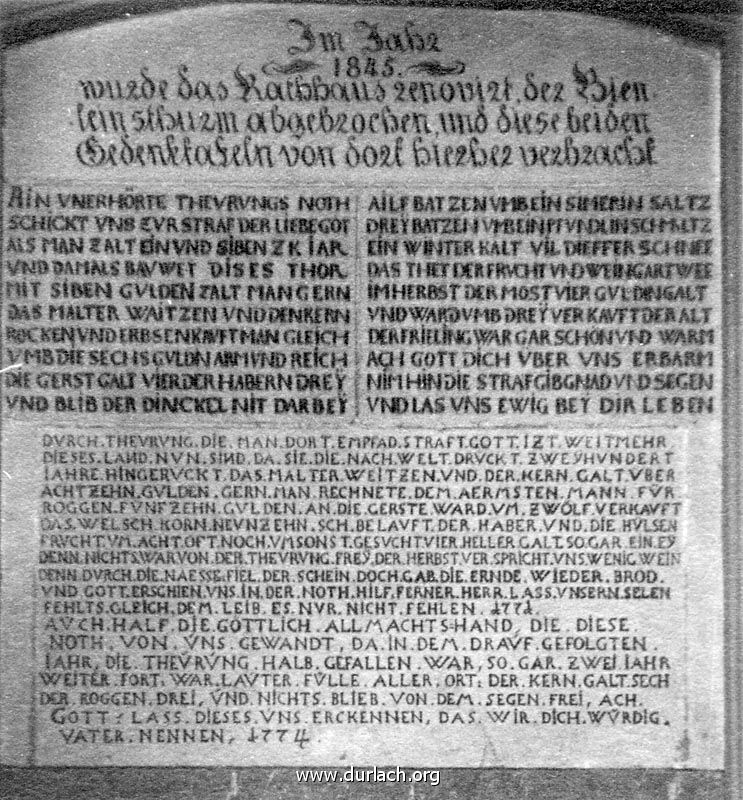 Im Jahr
1845.
wurde das Rathhaus renovirt, der Bien
leinsthurm abgebrochen, und diese beiden
Gedenktafeln von dort hierher verbracht
AIN VNERHÖRTE THEVRVNGS NOTH
SCHICKT VNS ZVR STRAF DER LIEBE GOT
ALS MAN ZALT EIN VND SIBENZK IAR
VND DAMALS BAVWET DISES THOR
MIT SIBEN GVLDEN ZALT MAN GERN
DAS MALTER WAITZEN VND DEN KERN
ROCKEN VND ERBSEN KAVFT MAN GLEICH
VMB DIE SECHS GVLDN ARM VND REICH
DIE GERST GALT VIER DER HABERN DREŸ
VND BLIB DER DINCKEL NIT DARBEŸ
AILF BATZEN VMB EIN SIMERIN SALTZ
DREY BATZEN VMB EIN PFVND LIN SCHMALTZ
EIN WINTER KALT VIL DIEFFER SCHNEE
DAS THET DER FRVCHT VND WEINGART WEE
IM HERBST DER MOST VIER GVLDIN GALT
VND WARD VMB DREY VERKAVFT DER ALT
DER FRIELING WAR GAR SCHÖN VND WARM
ACH GOTT DICH VBER VNS ERBARM
NIM HIN DIE STRAF GIB GNAD VND SEGEN
VND LAS VNS EWIG BEY DIR LEBEN
DVRCH. THEVRVNG. DIE. MAN. DORT. EMPFAD. STRAFT. GOTT. IZT. WEIT MEHR.
DIESES. LAND. NVN. SIND. DA. SIE. DIE. NACH. WELT. DRVCKT. ZWEŸHVNDERT
IAHRE. HINGERVCKT. DAS. MALTER. WEITZEN. VND. DER. KERN. GALT. VBER
ACHTZEHN. GVLDEN. GERN. MAN. RECHNETE. DEM. AERMSTEN. MANN. FÜR.
ROGGEN. FVNFZEHN. GVLDEN. AN. DIE. GERSTE. WARD. VM. ZWÖLF. VERKAVFT
DAS. WELSCH. KORN. NEVNZEHN. SCH. BELAVFT. DER. HABER. VND. DIE. HVLSEN
FRVCHT. VM. ACHT. OFT. NOCH. VMSONST. GESVCHT. VIER. HELLER. GALT. SO. GAR. EIN. EŸ
DENN. NICHTS. WAR. VON. DER. THEVRVNG. FREŸ. DER. HERBST. VER. SPRICHT. VNS. WENIG. WEIN
DENN. DVRCH. DIE. NAESSE. FIEL. DER. SCHEIN. DOCH. GAB. DIE. ERNDE. WIEDER. BROD.
VND. GOTT. ERSCHIEN. VNS. IN. DER. NOTH. HILF. FERNER. HERR. LASS. VNSERN. SELEN
FEHLTS. GLEICH. DEM. LEIB. ES. NVR. NICHT. FEHLEN. 1771.
AVCH. HALF. DIE. GÖTTLICH. ALLMACHTS-HAND, DIE. DIESE.
NOTH. VON. VNS. GEWANDT, DA. IN. DEM. DRAVF. GEFOLGTEN.
IAHR, DIE. THEVRVNG. HALB. GEFALLEN. WAR, SO. GAR. ZWEI IAHR
WEITER. FORT. WAR. LAVTER. FÜLLE. ALLER. ORT: DER. KERN. GALT. SECH
DER. ROGGEN. DREI, VND. NICHTS. BLIEB. VON. DEM. SEGEN. FREI, ACH.
GOTT! LASS. DIESES. VNS. ERCKENNEN, DAS. WIR. DICH. WÜRDIG.
VATER. NENNEN, 1774.
www.durlach.org